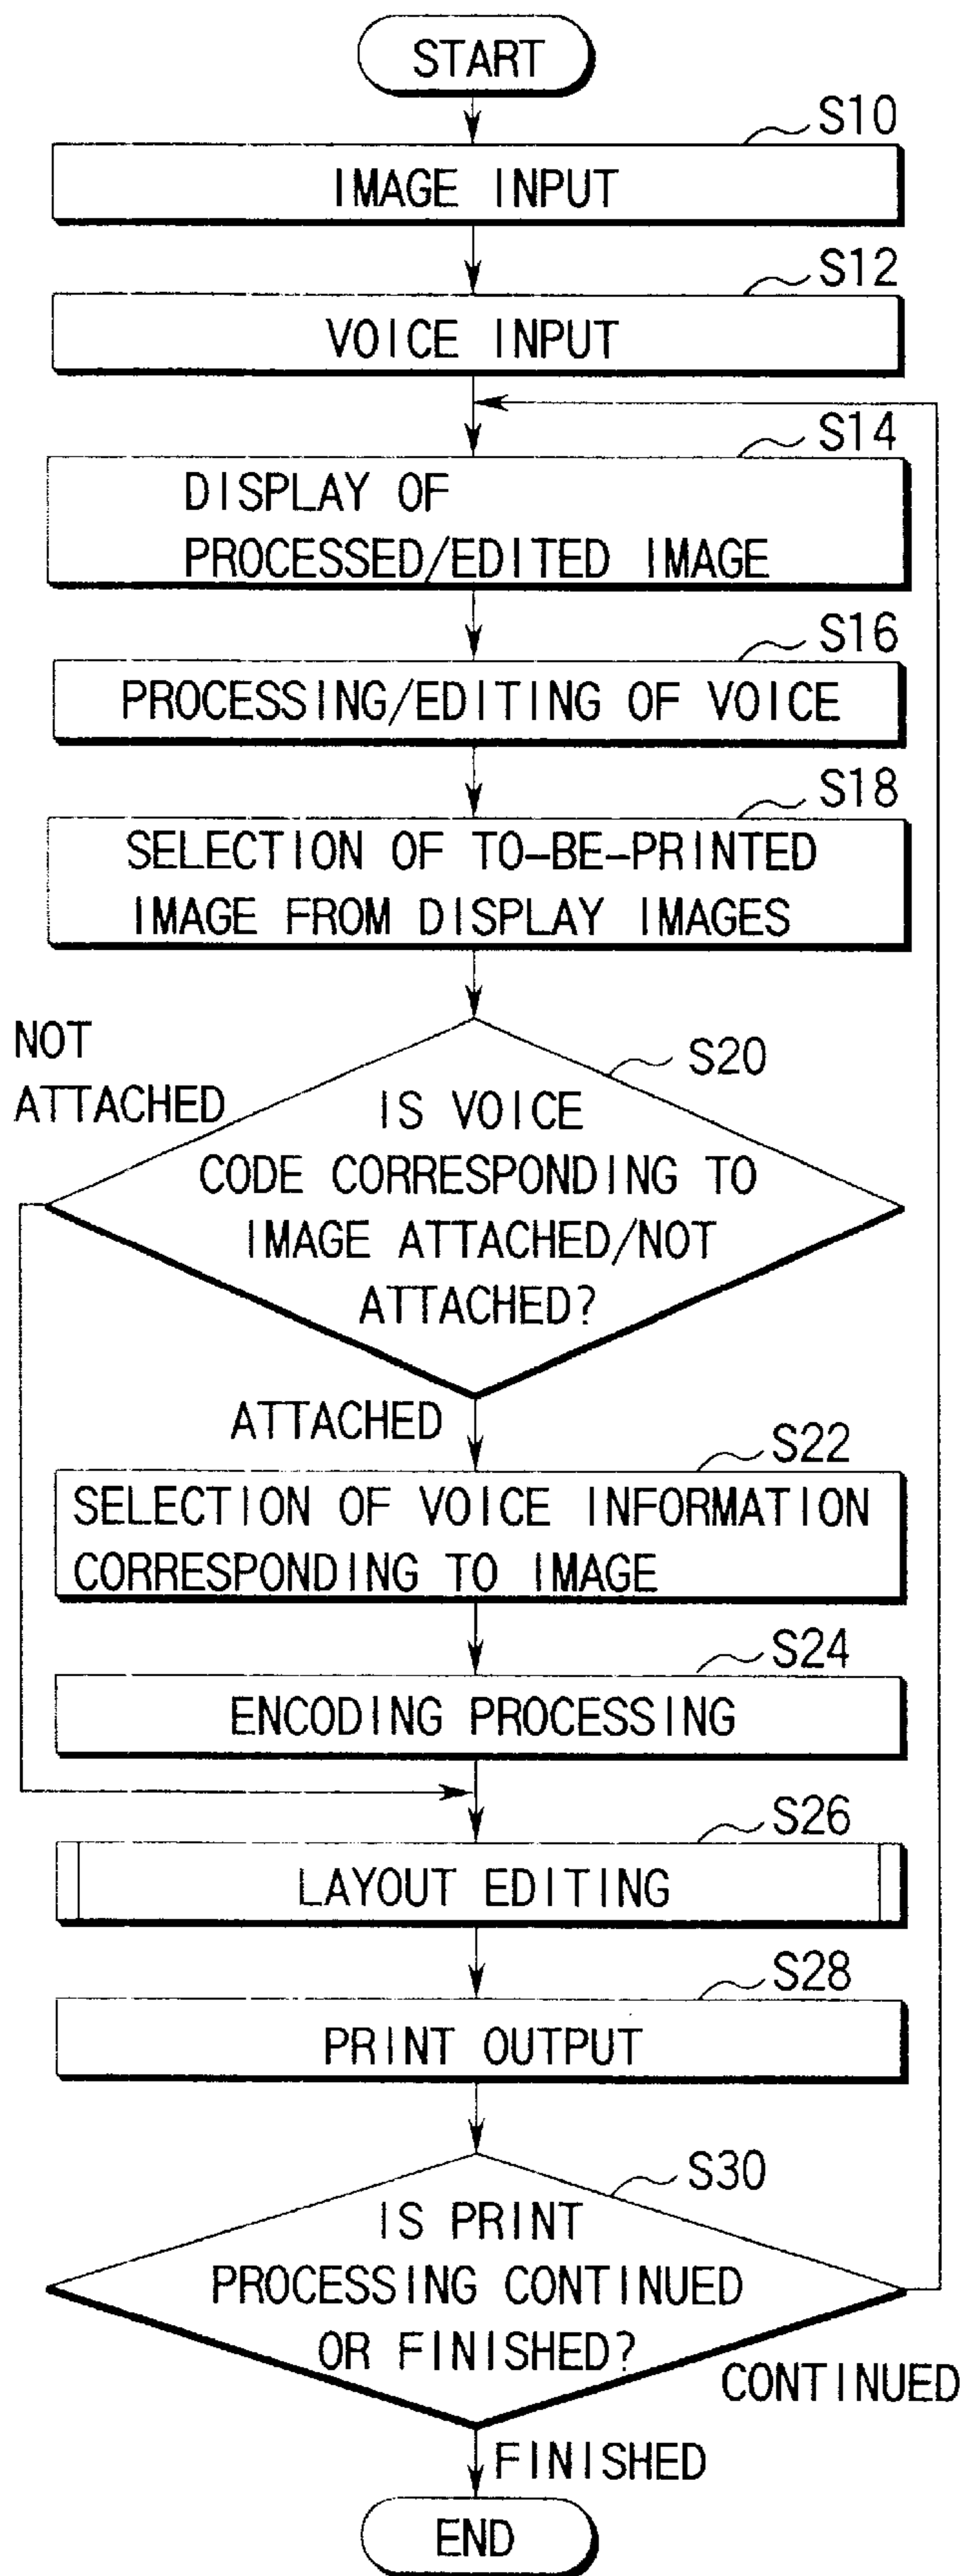 START
S10
IMAGE INPUT
S12
VOICE INPUT
S14
DISPLAY OF
PROCESSED/EDITED IMAGE
S16
PROCESSING/EDITING OF VOICE
S18
SELECTION OF TO-BE-PRINTED
IMAGE FROM DISPLAY IMAGES
NOT
ATTACHED
S20
IS VOICE
CODE CORRESPONDING TO
IMAGE ATTACHED/NOT
ATTACHED?
ATTACHED
S22
SELECTION OF VOICE INFORMATION
CORRESPONDING TO IMAGE
S24
ENCODING PROCESSING
S26
LAYOUT EDITING
S28
PRINT OUTPUT
S30
IS PRINT
PROCESSING CONTINUED
OR FINISHED?
CONTINUED
FINISHED
END